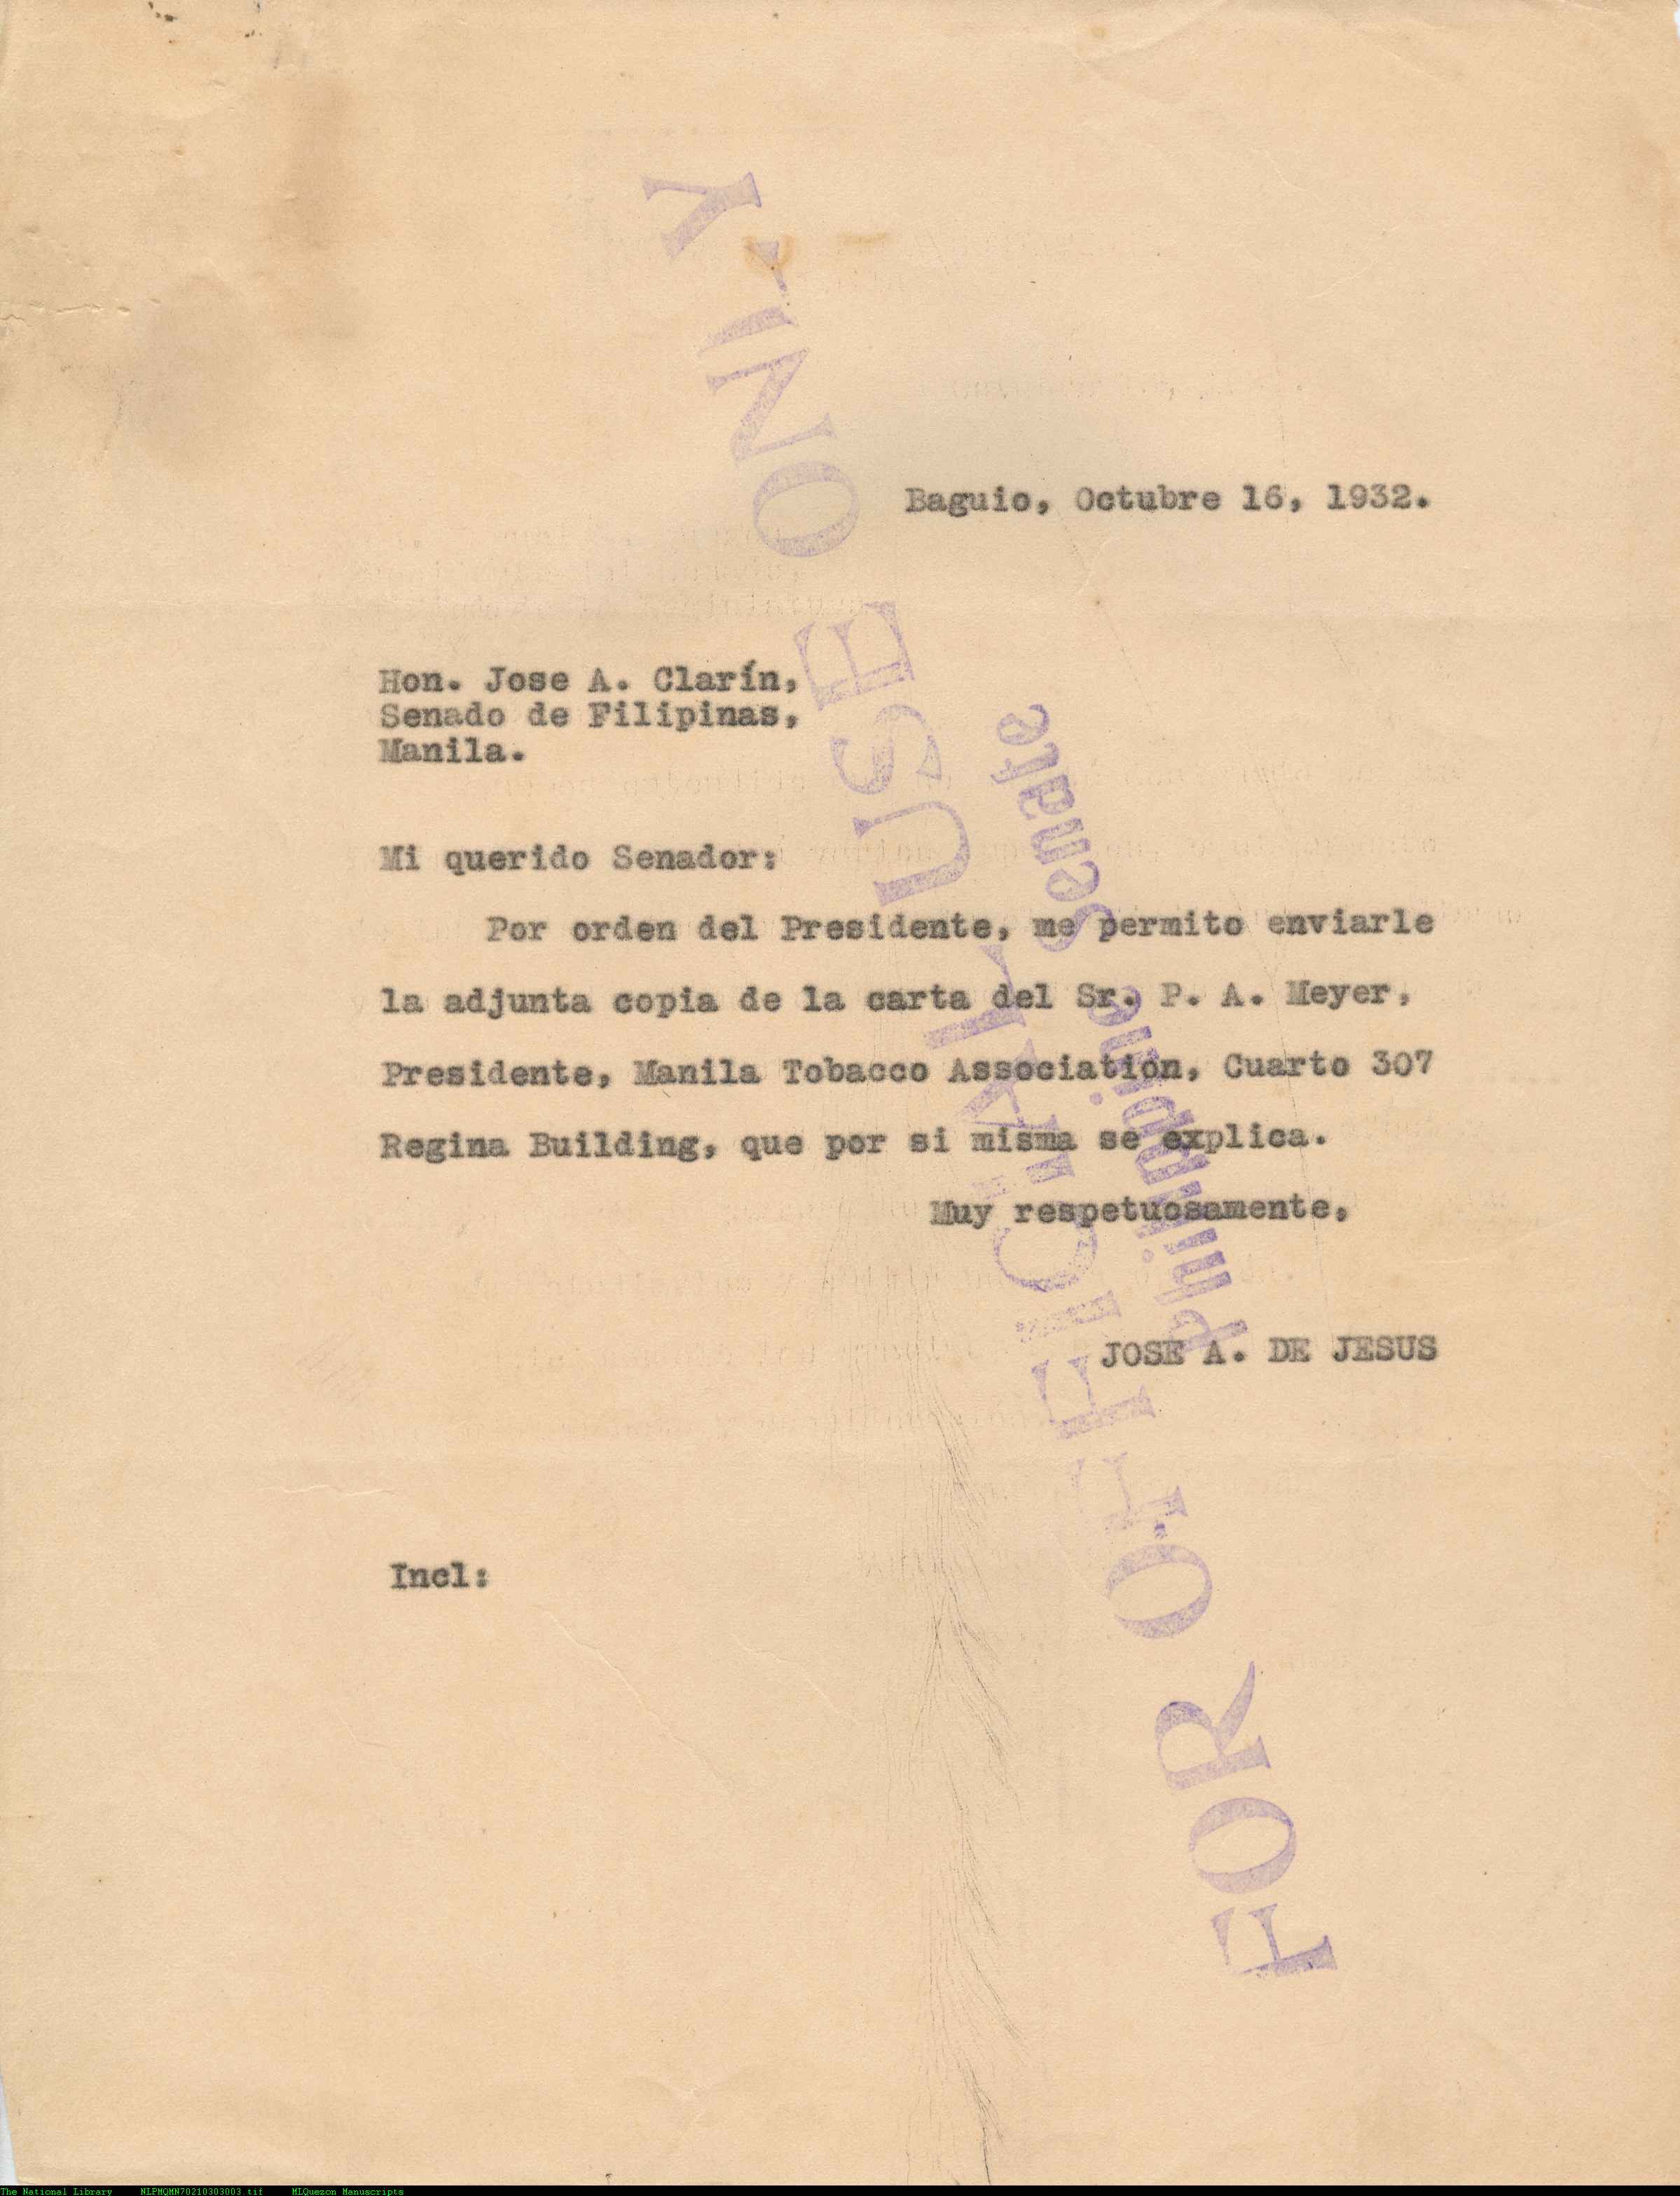 Baguio, Octubre 16, 1932.
Hon. Jose A. Clarín,
Senado de Filipinas,
Manila.
Mi querido Senador:
Por orden del Presidente, me permito enviarle
la adjunta copia de la carta del Sr. P. A. Meyer,
Presidente, Manila Tobacco Association, Cuarto 307
Regina Building, que por si misma se explica.
Muy respetuosamente,
JOSE A. DE JESUS
Incl:
FOR OFFICIAL USE ONLY
Philippine Senate
The National Library NLPMQMN70210303003.tif MLQuezon Manuscripts